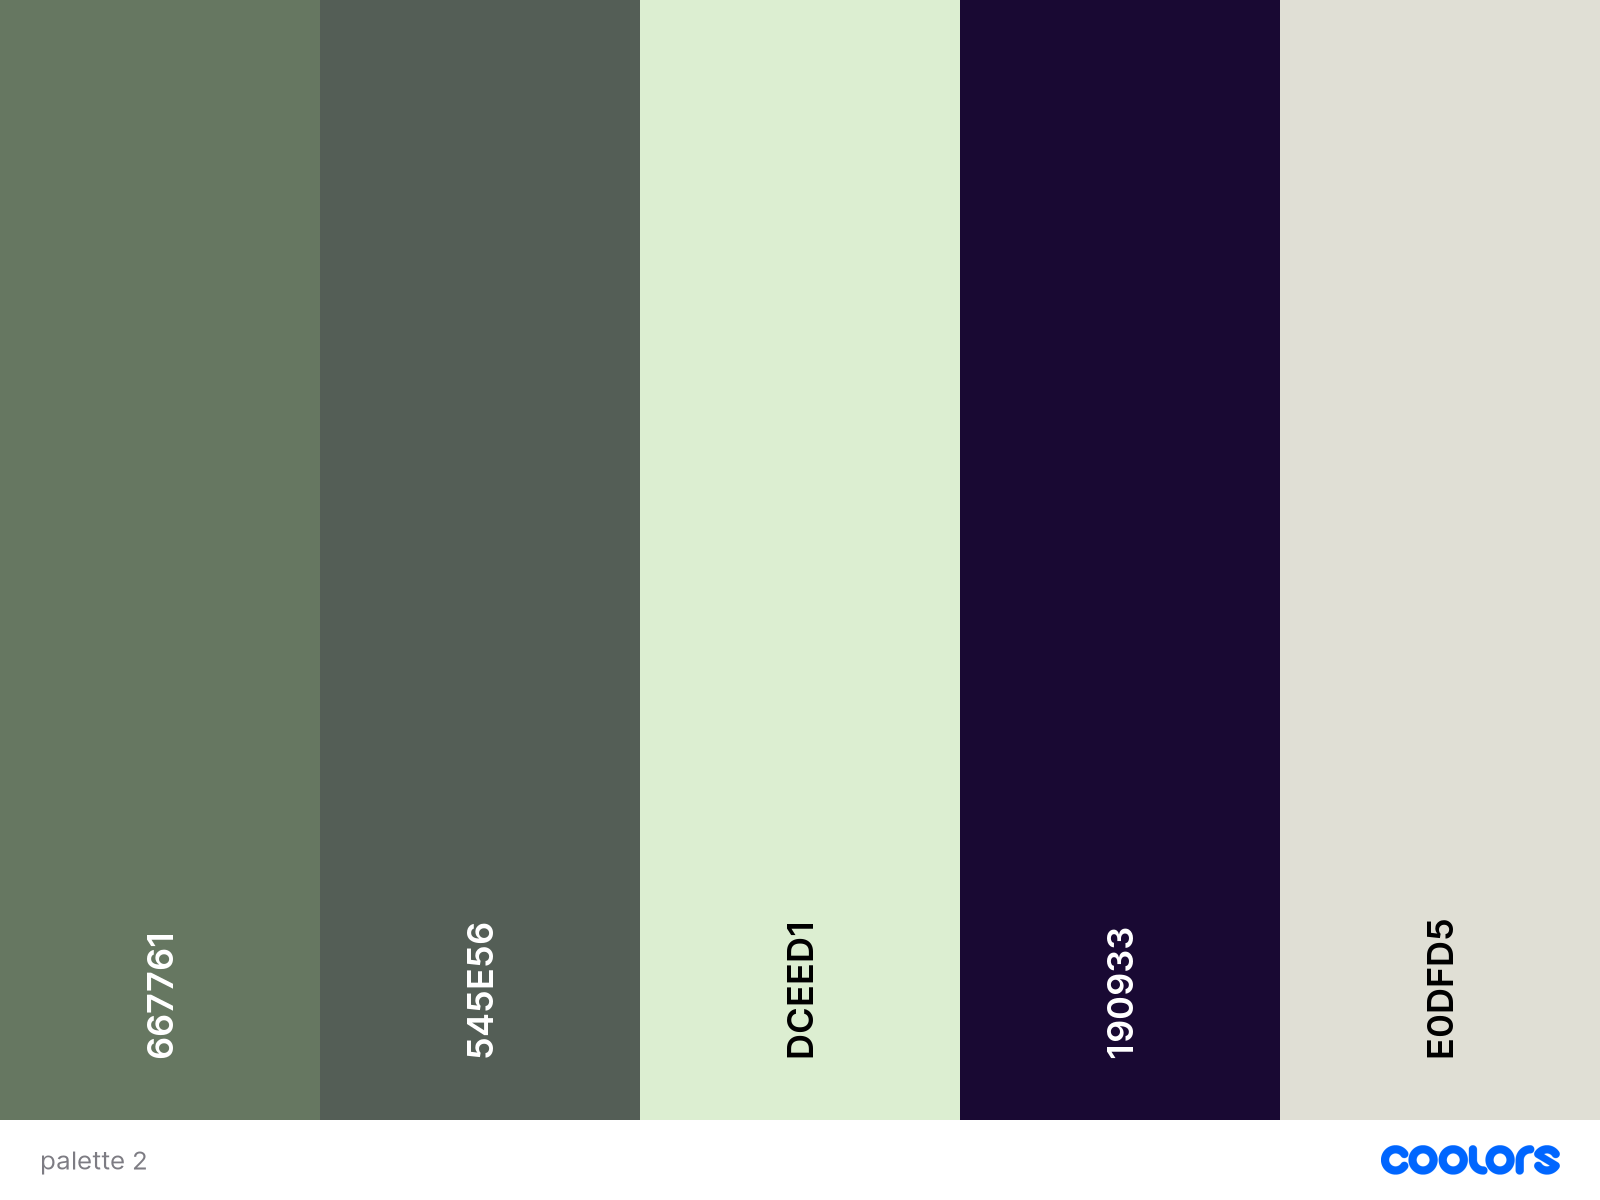 667761
545E56
DCEED1
190933
E0DFD5
palette 2
coolors